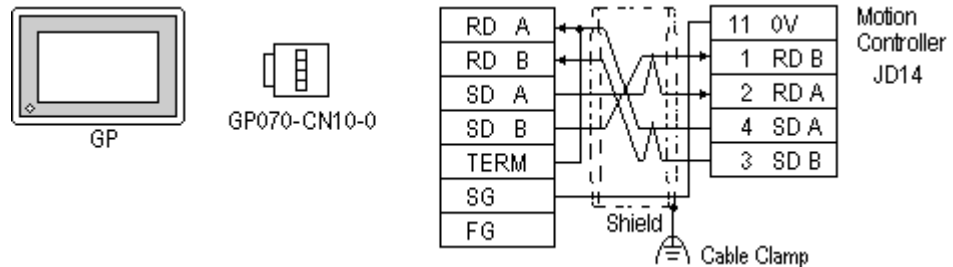 GP
GP070-CN10-0
RD A
RD B
SD A
SD B
TERM
SG
FG
Shield
Cable Clamp
11 0V
1 RD B
2 RD A
4 SD A
3 SD B
Motion
Controller
JD14